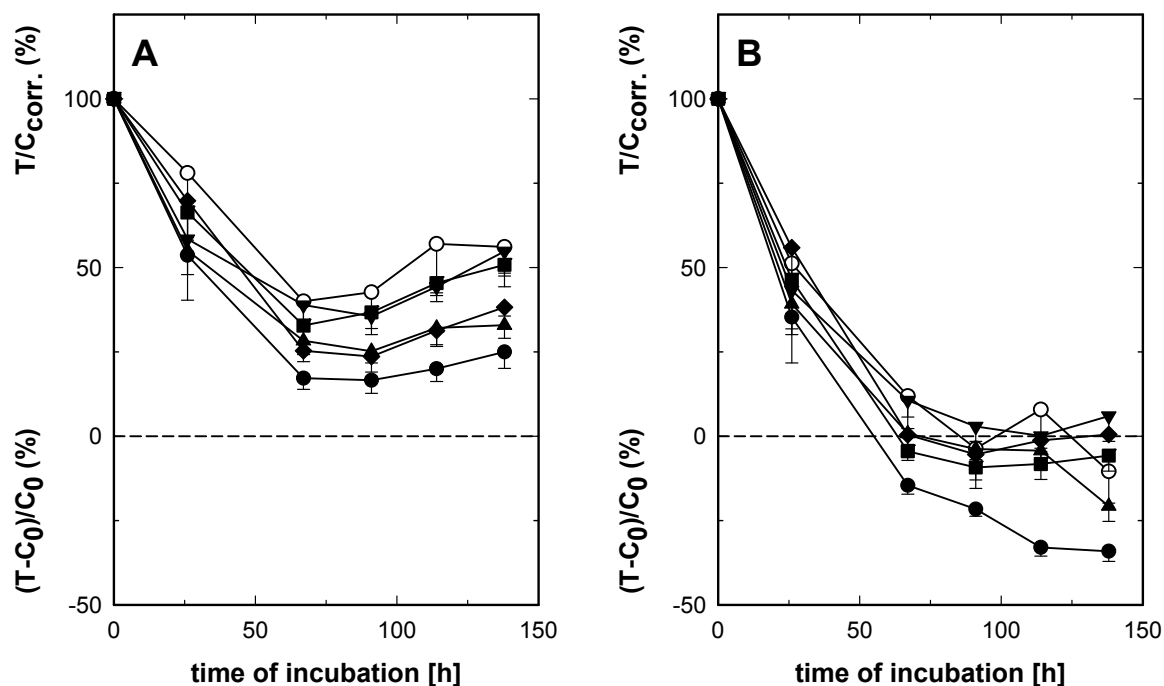 A
T/Ccorr. (%)
100
50
0
-50
(T-C0)/C0 (%)
0 50 100 150
time of incubation [h]
B
T/Ccorr. (%)
100
50
0
-50
(T-C0)/C0 (%)
0 50 100 150
time of incubation [h]